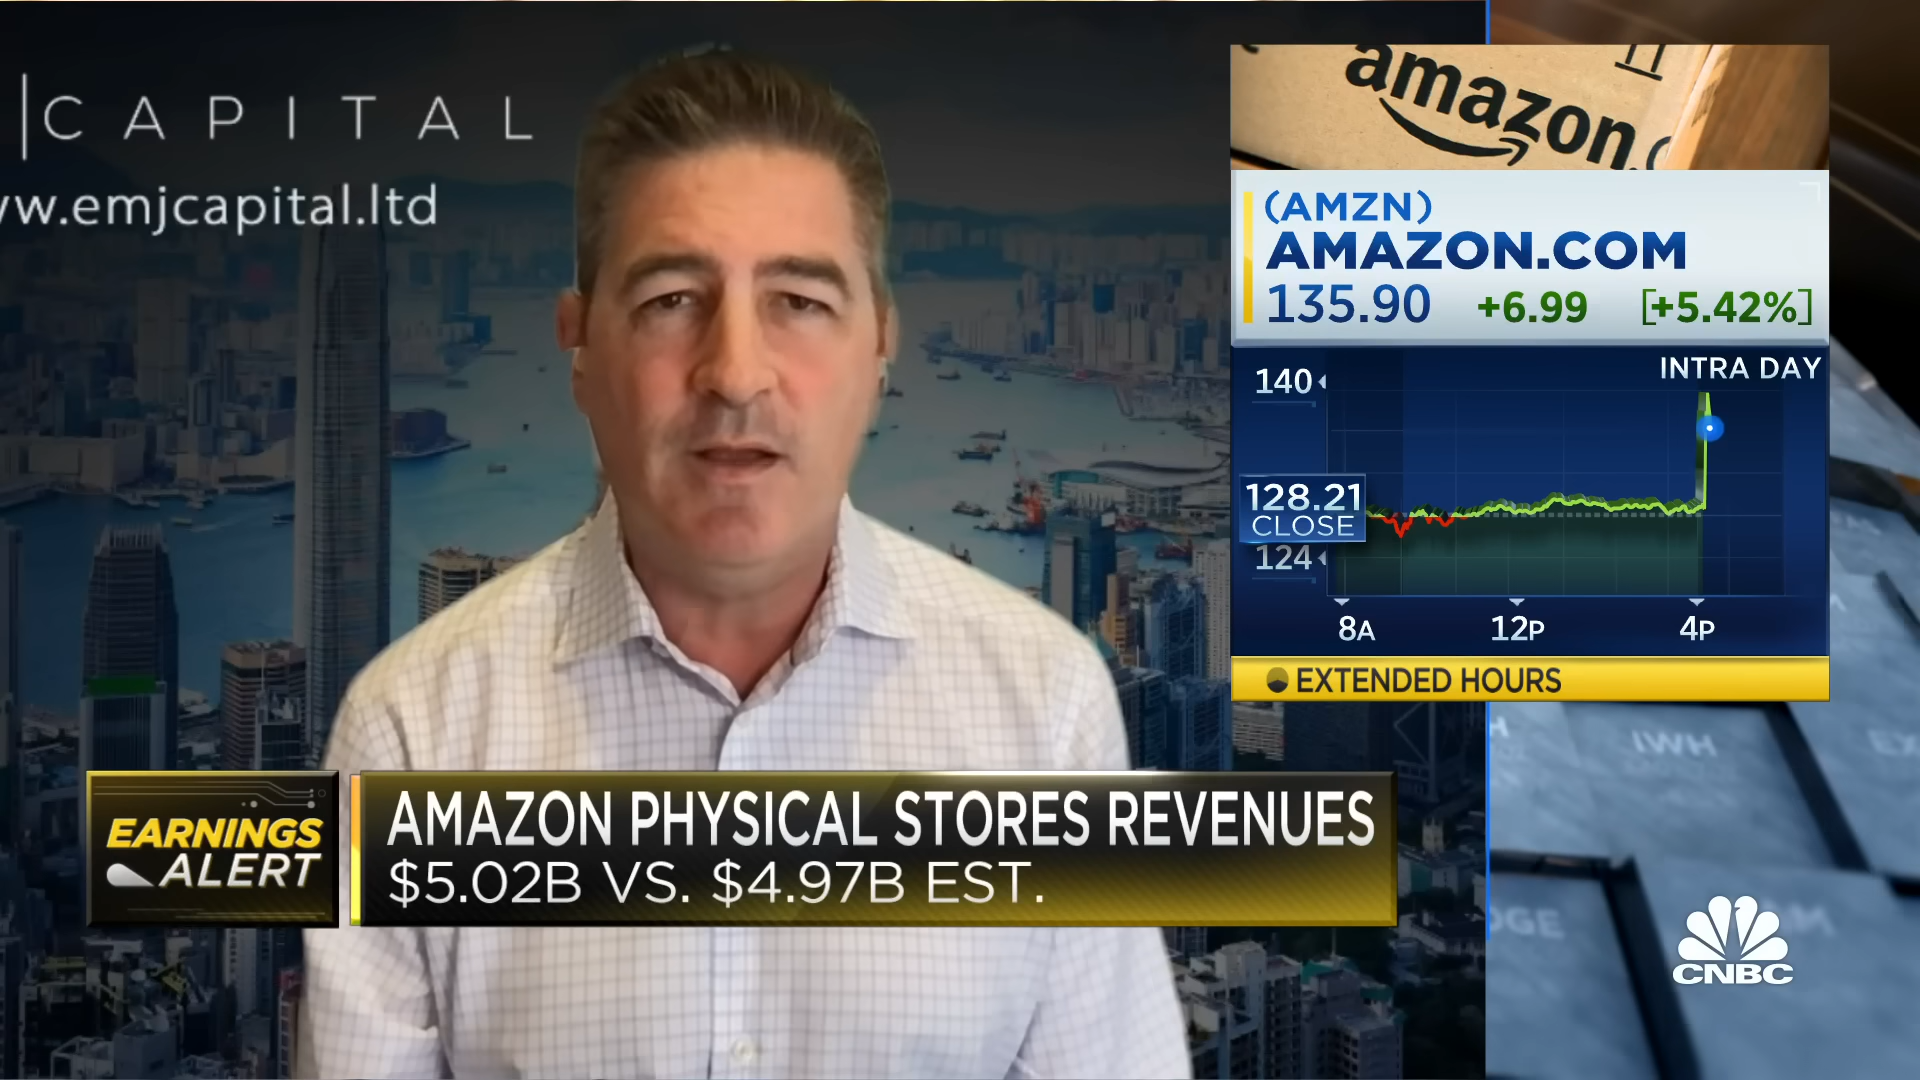 CAPITAL
www.emjcapital.ltd
amazon.
(AMZN)
AMAZON.COM
135.90 +6.99 [+5.42%]
INTRA DAY
140
128.21
CLOSE
124
8A 12P 4P
EXTENDED HOURS
EARNINGS
ALERT
AMAZON PHYSICAL STORES REVENUES
$5.02B VS. $4.97B EST.
IWH
CNBC